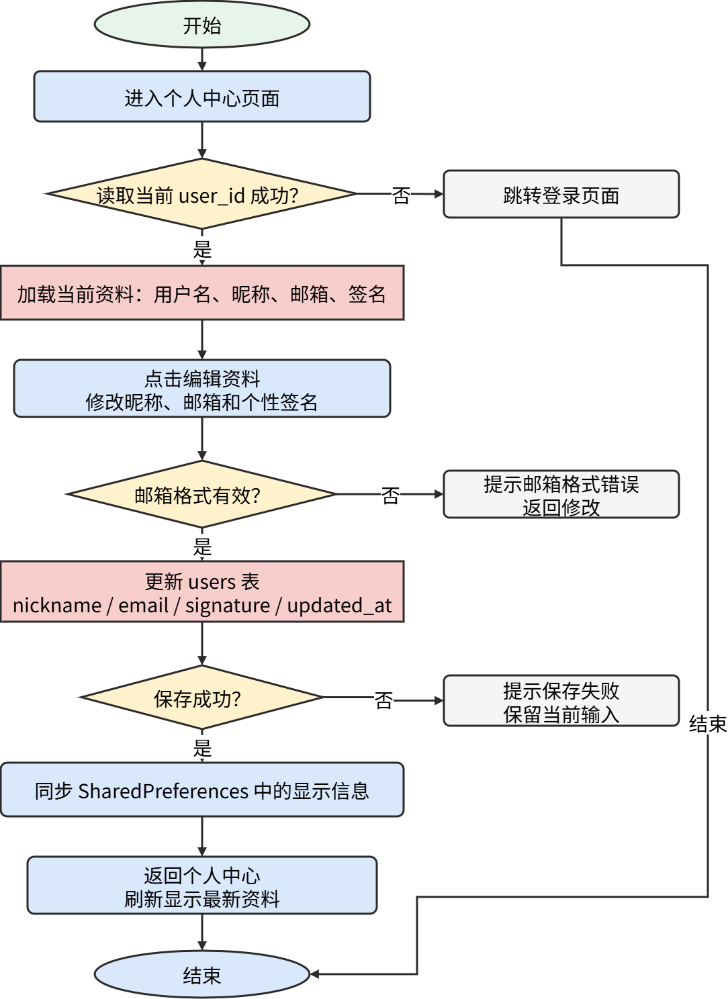 开始
进入个人中心页面
读取当前 user_id 成功？
否
跳转登录页面
是
加载当前资料：用户名、昵称、邮箱、签名
点击编辑资料
修改昵称、邮箱和个性签名
邮箱格式有效？
否
提示邮箱格式错误
返回修改
是
更新 users 表
nickname / email / signature / updated_at
保存成功？
否
提示保存失败
保留当前输入
结束
是
同步 SharedPreferences 中的显示信息
返回个人中心
刷新显示最新资料
结束